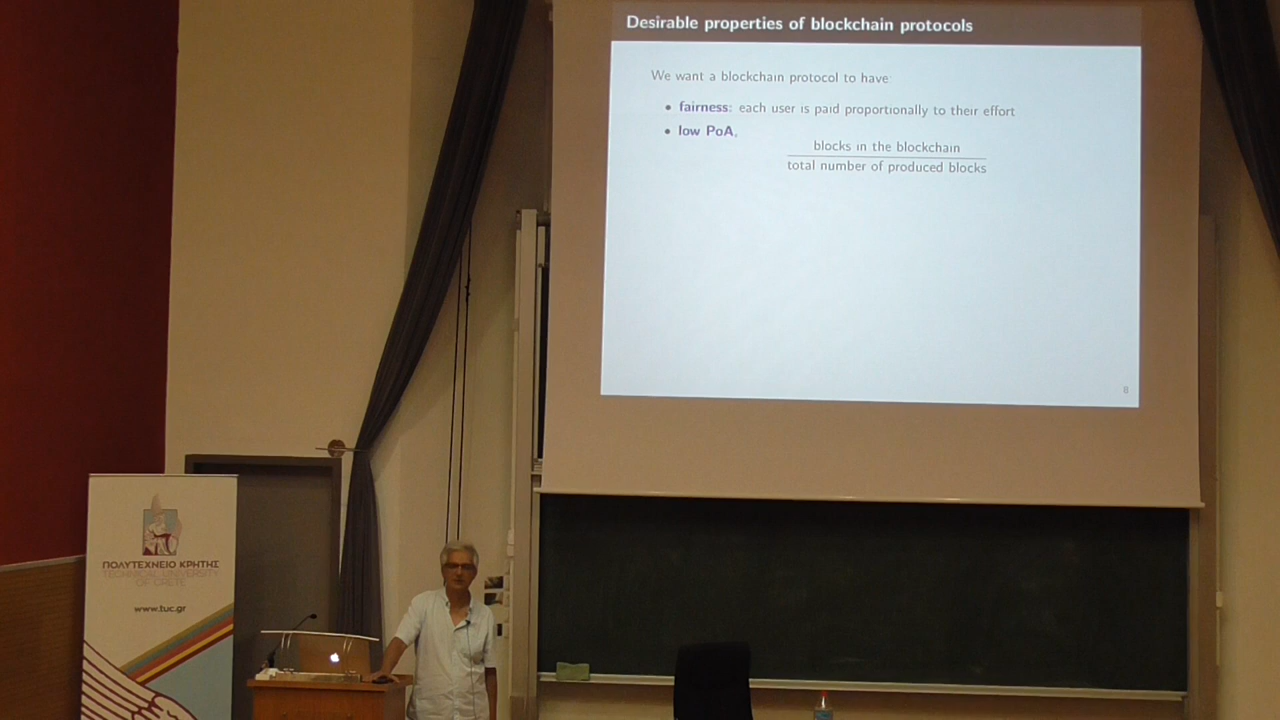 Desirable properties of blockchain protocols
We want a blockchain protocol to have:
• fairness: each user is paid proportionally to their effort
• low PoA,
blocks in the blockchain
total number of produced blocks
8
ΠΟΛΥΤΕΧΝΕΙΟ ΚΡΗΤΗΣ
TECHNICAL UNIVERSITY
OF CRETE
www.tuc.gr